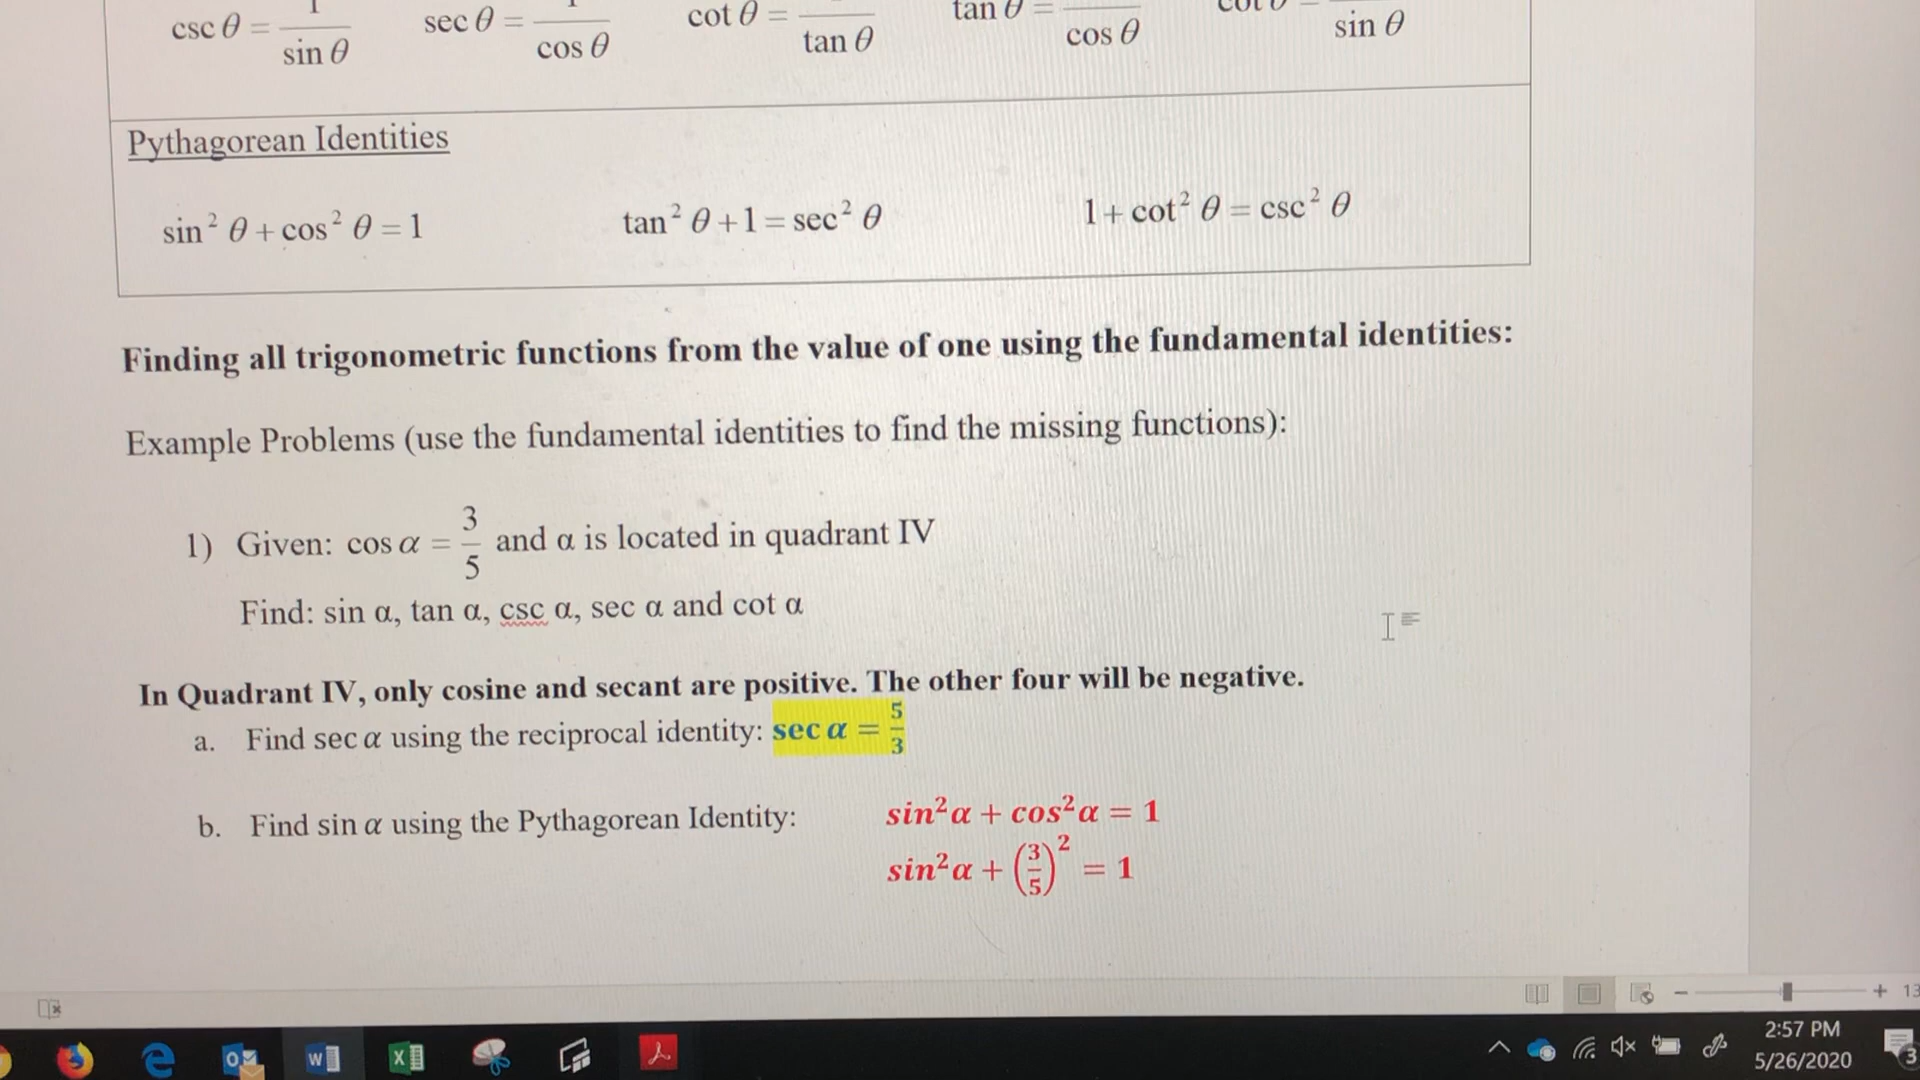 csc θ = 1/sin θ sec θ = 1/cos θ cot θ = /tan θ tan θ = /cos θ cot θ = /sin θ
Pythagorean Identities
sin² θ + cos² θ = 1 tan² θ + 1 = sec² θ 1 + cot² θ = csc² θ
Finding all trigonometric functions from the value of one using the fundamental identities:
Example Problems (use the fundamental identities to find the missing functions):
1) Given: cos α = 3/5 and α is located in quadrant IV
Find: sin α, tan α, csc α, sec α and cot α
In Quadrant IV, only cosine and secant are positive. The other four will be negative.
a. Find sec α using the reciprocal identity: sec α = 5/3
b. Find sin α using the Pythagorean Identity: sin²α + cos²α = 1
sin²α + (3/5)² = 1
13
2:57 PM
5/26/2020
3